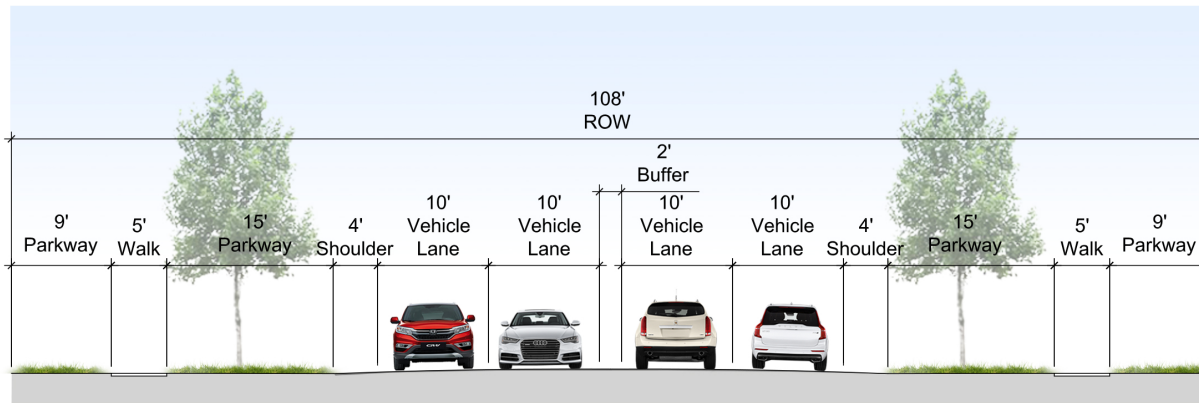 108'
ROW
2'
Buffer
9'
Parkway
5'
Walk
15'
Parkway
4'
Shoulder
10'
Vehicle
Lane
10'
Vehicle
Lane
10'
Vehicle
Lane
10'
Vehicle
Lane
4'
Shoulder
15'
Parkway
5'
Walk
9'
Parkway
CR-V